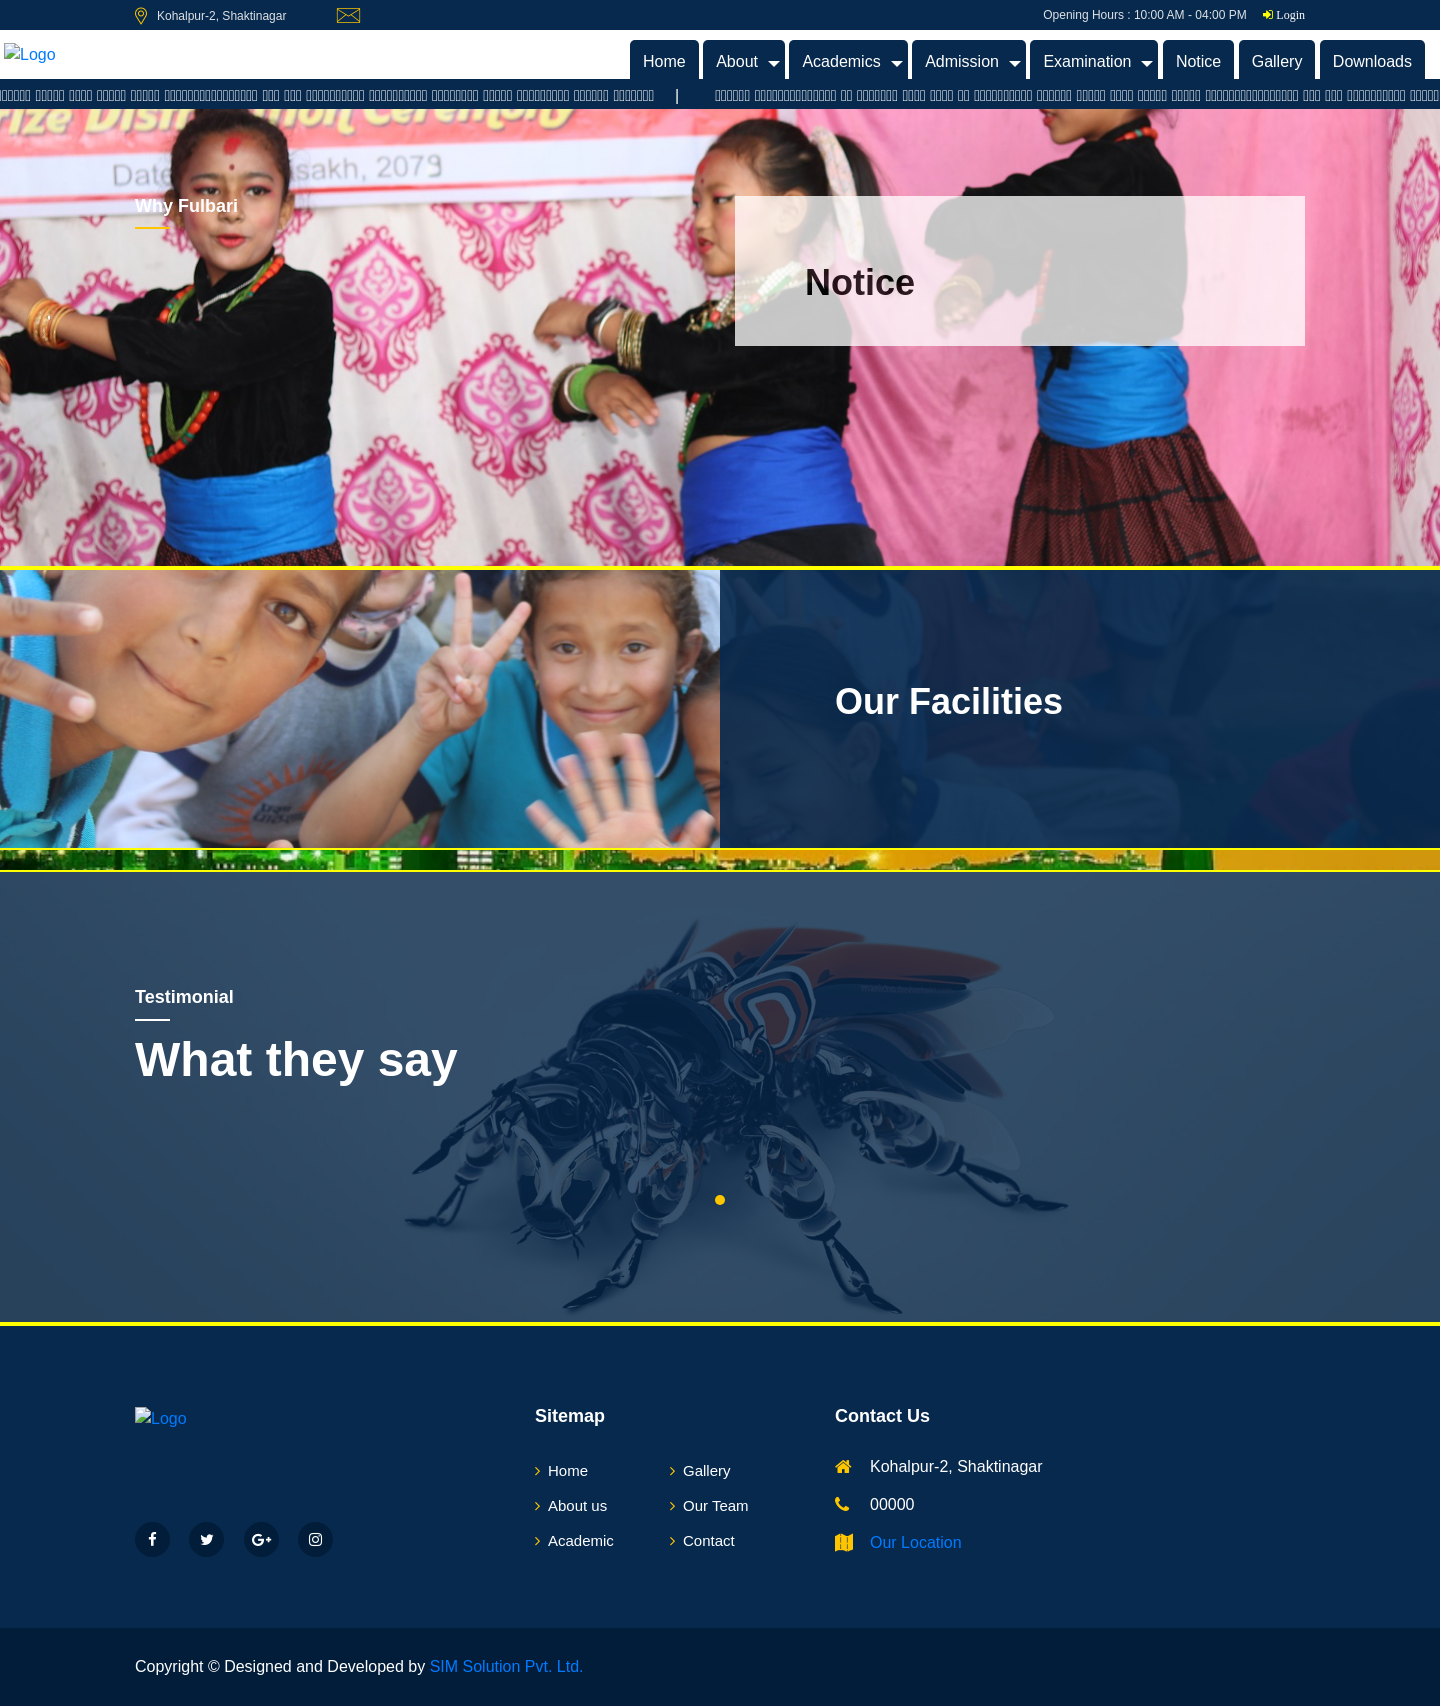 Kohalpur-2, Shaktinagar
Opening Hours : 10:00 AM - 04:00 PM
Login
Logo
Home
About
Academics
Admission
Examination
Notice
Gallery
Downloads
|
Date
sakh, 2079
Why Fulbari
Notice
Our Facilities
Testimonial
What they say
Logo
Sitemap
Contact Us
Home
Gallery
Kohalpur-2, Shaktinagar
About us
Our Team
00000
Academic
Contact
Our Location
Copyright © Designed and Developed by SIM Solution Pvt. Ltd.